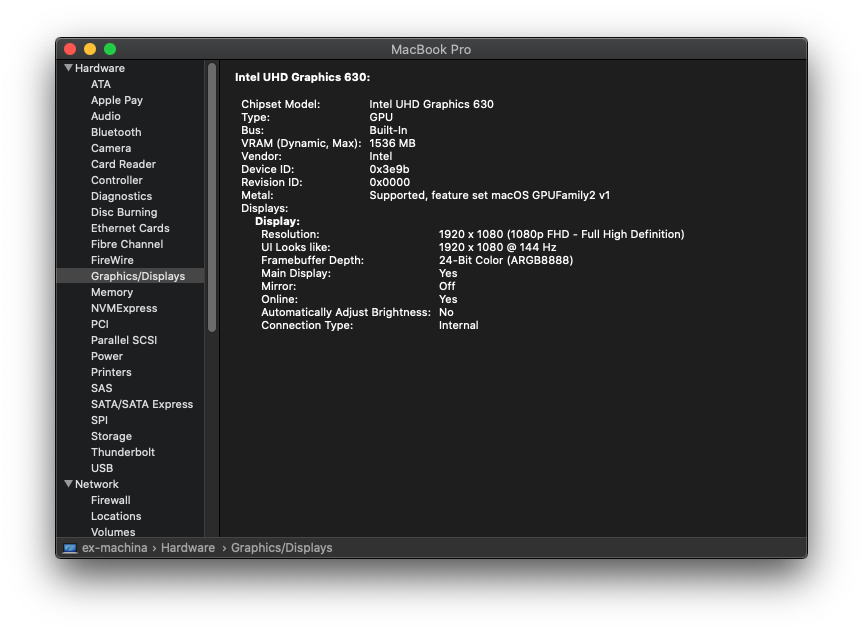 MacBook Pro
Hardware
ATA
Apple Pay
Audio
Bluetooth
Camera
Card Reader
Controller
Diagnostics
Disc Burning
Ethernet Cards
Fibre Channel
FireWire
Graphics/Displays
Memory
NVMExpress
PCI
Parallel SCSI
Power
Printers
SAS
SATA/SATA Express
SPI
Storage
Thunderbolt
USB
Network
Firewall
Locations
Volumes
Intel UHD Graphics 630:
Chipset Model: Intel UHD Graphics 630
Type: GPU
Bus: Built-In
VRAM (Dynamic, Max): 1536 MB
Vendor: Intel
Device ID: 0x3e9b
Revision ID: 0x0000
Metal: Supported, feature set macOS GPUFamily2 v1
Displays:
Display:
Resolution: 1920 x 1080 (1080p FHD - Full High Definition)
UI Looks like: 1920 x 1080 @ 144 Hz
Framebuffer Depth: 24-Bit Color (ARGB8888)
Main Display: Yes
Mirror: Off
Online: Yes
Automatically Adjust Brightness: No
Connection Type: Internal
ex-machina › Hardware › Graphics/Displays